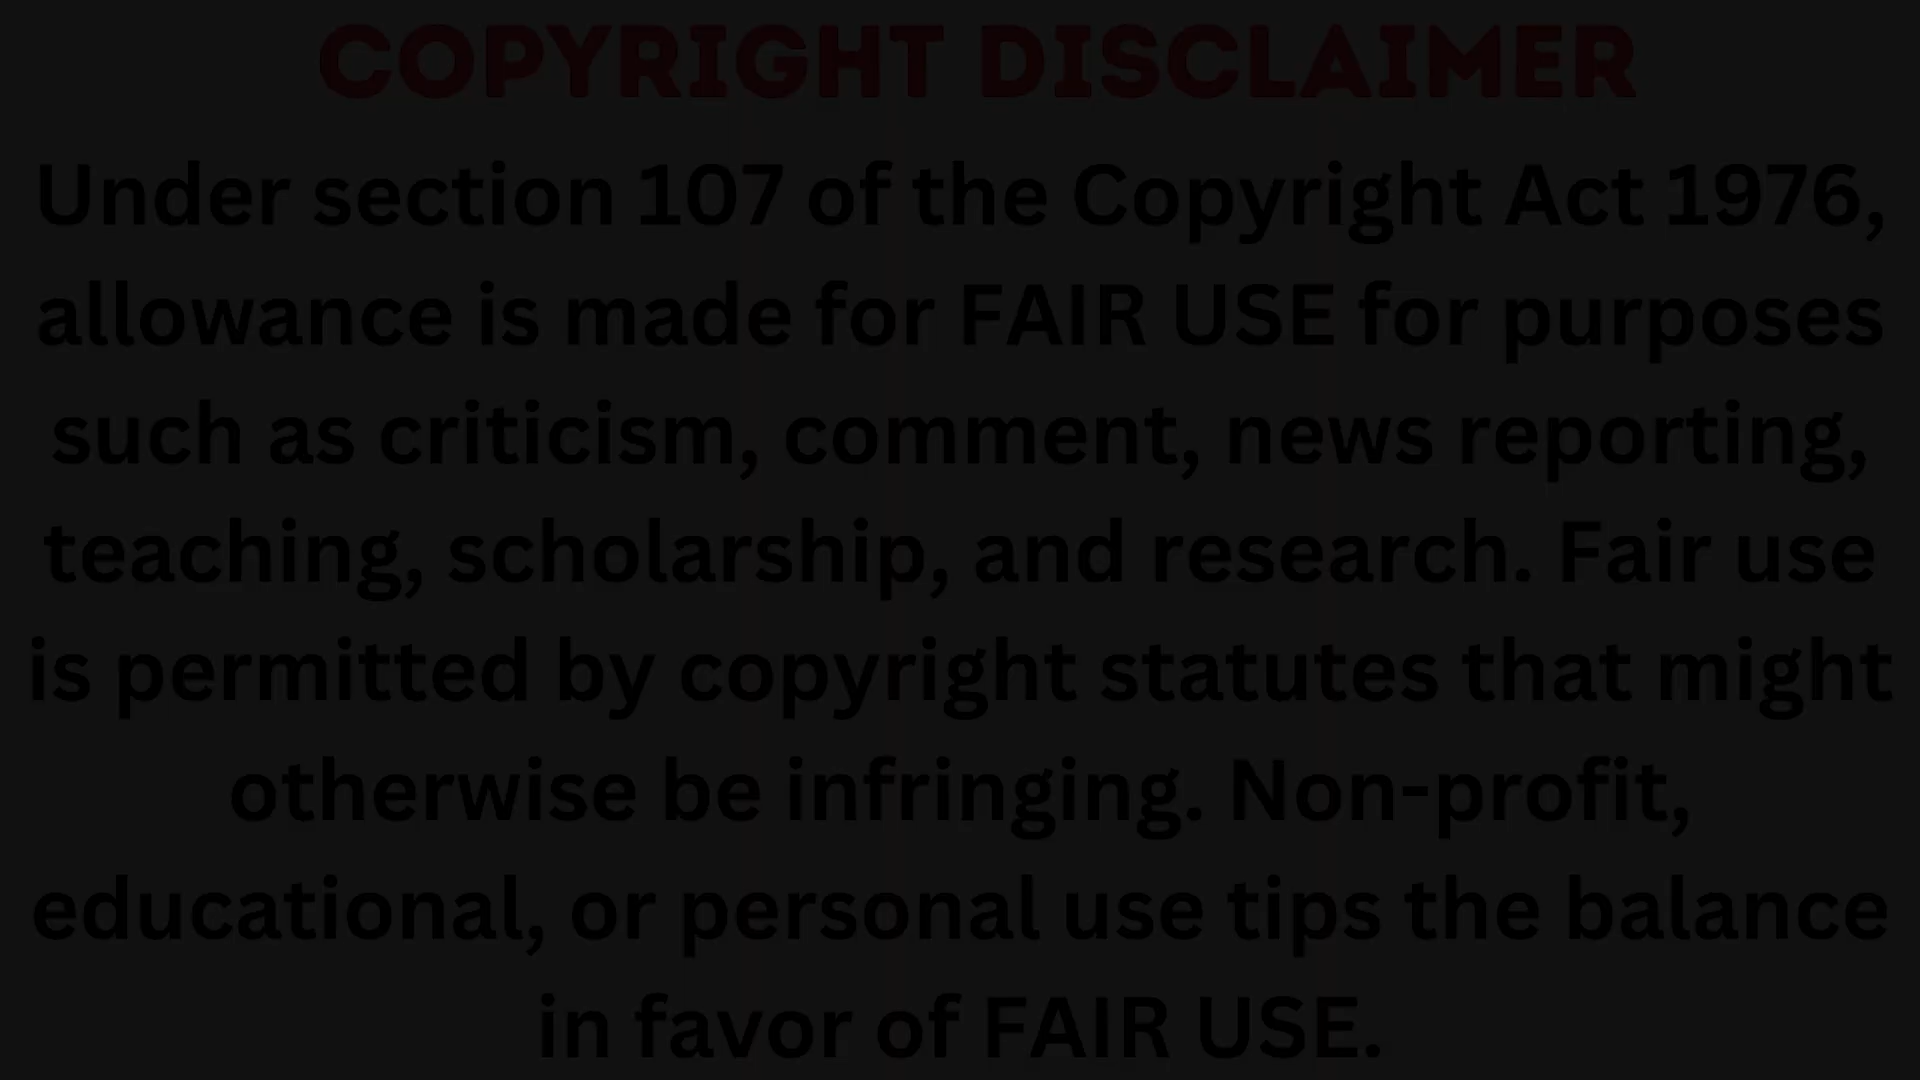 COPYRIGHT DISCLAIMER
Under section 107 of the Copyright Act 1976,
allowance is made for FAIR USE for purposes
such as criticism, comment, news reporting,
teaching, scholarship, and research. Fair use
is permitted by copyright statutes that might
otherwise be infringing. Non-profit,
educational, or personal use tips the balance
in favor of FAIR USE.